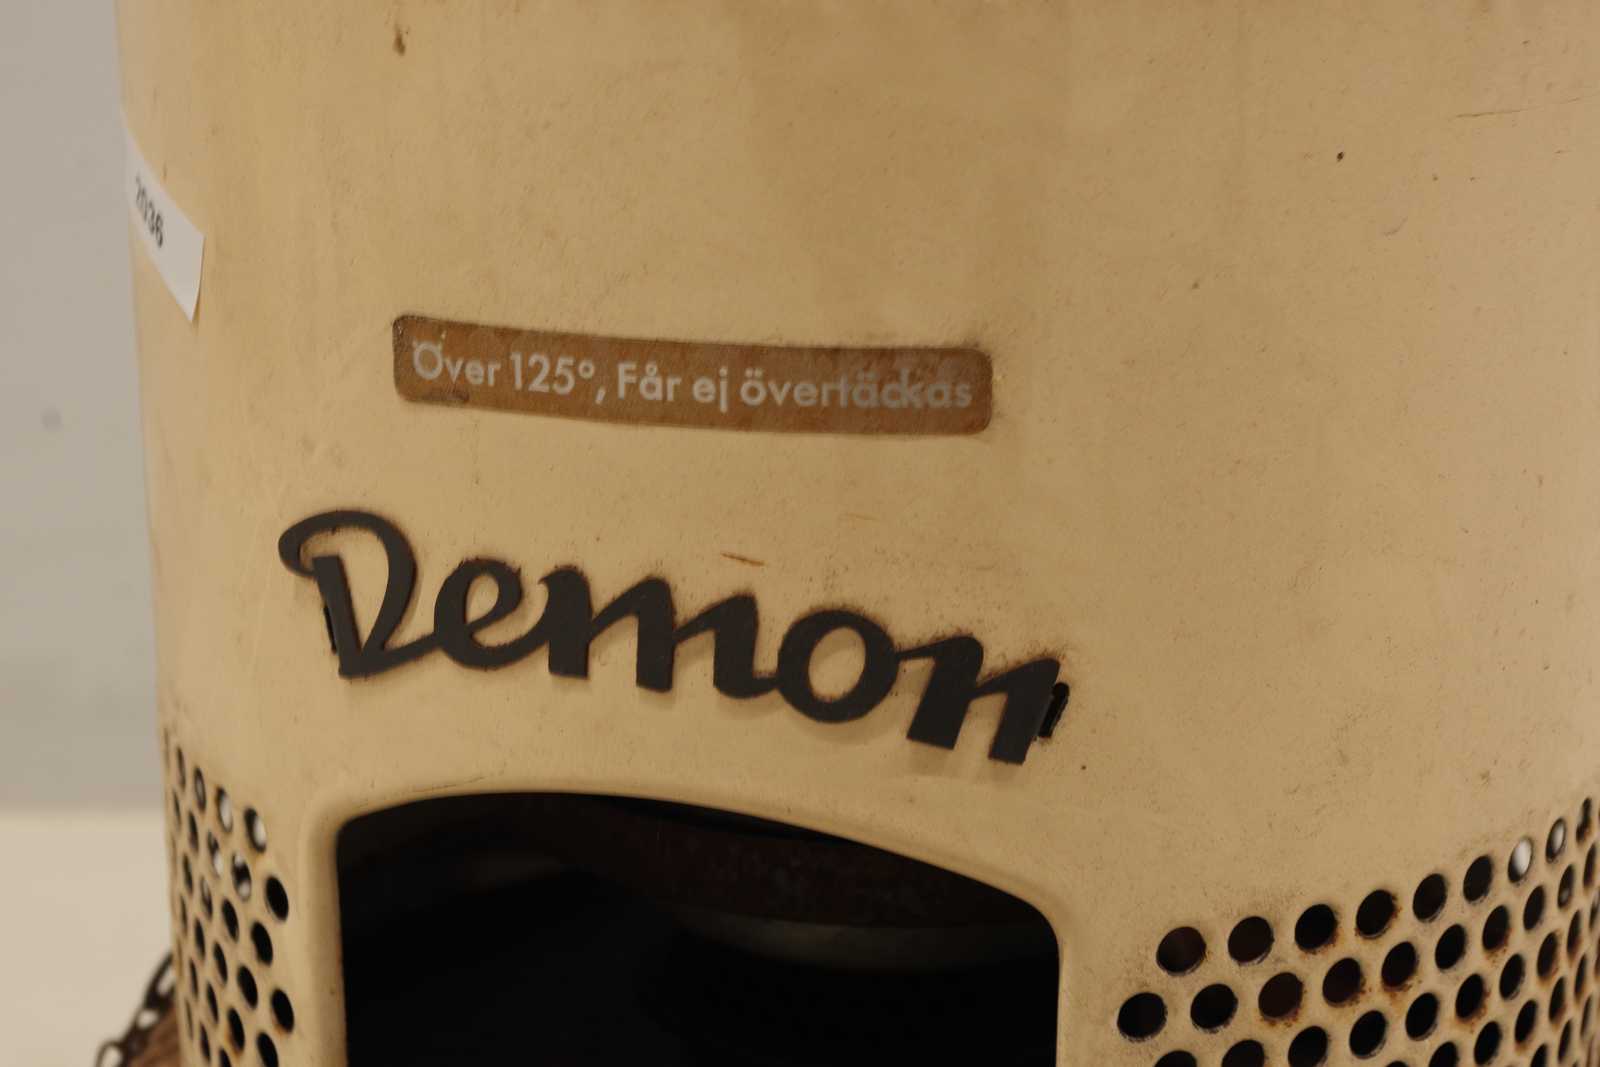 2036
Över 125°, Får ej övertäckas
Demon